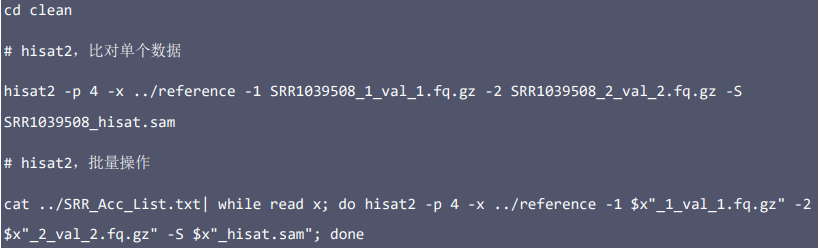 cd clean
# hisat2，比对单个数据
hisat2 -p 4 -x ../reference -1 SRR1039508_1_val_1.fq.gz -2 SRR1039508_2_val_2.fq.gz -S
SRR1039508_hisat.sam
# hisat2，批量操作
cat ../SRR_Acc_List.txt| while read x; do hisat2 -p 4 -x ../reference -1 $x"_1_val_1.fq.gz" -2
$x"_2_val_2.fq.gz" -S $x"_hisat.sam"; done